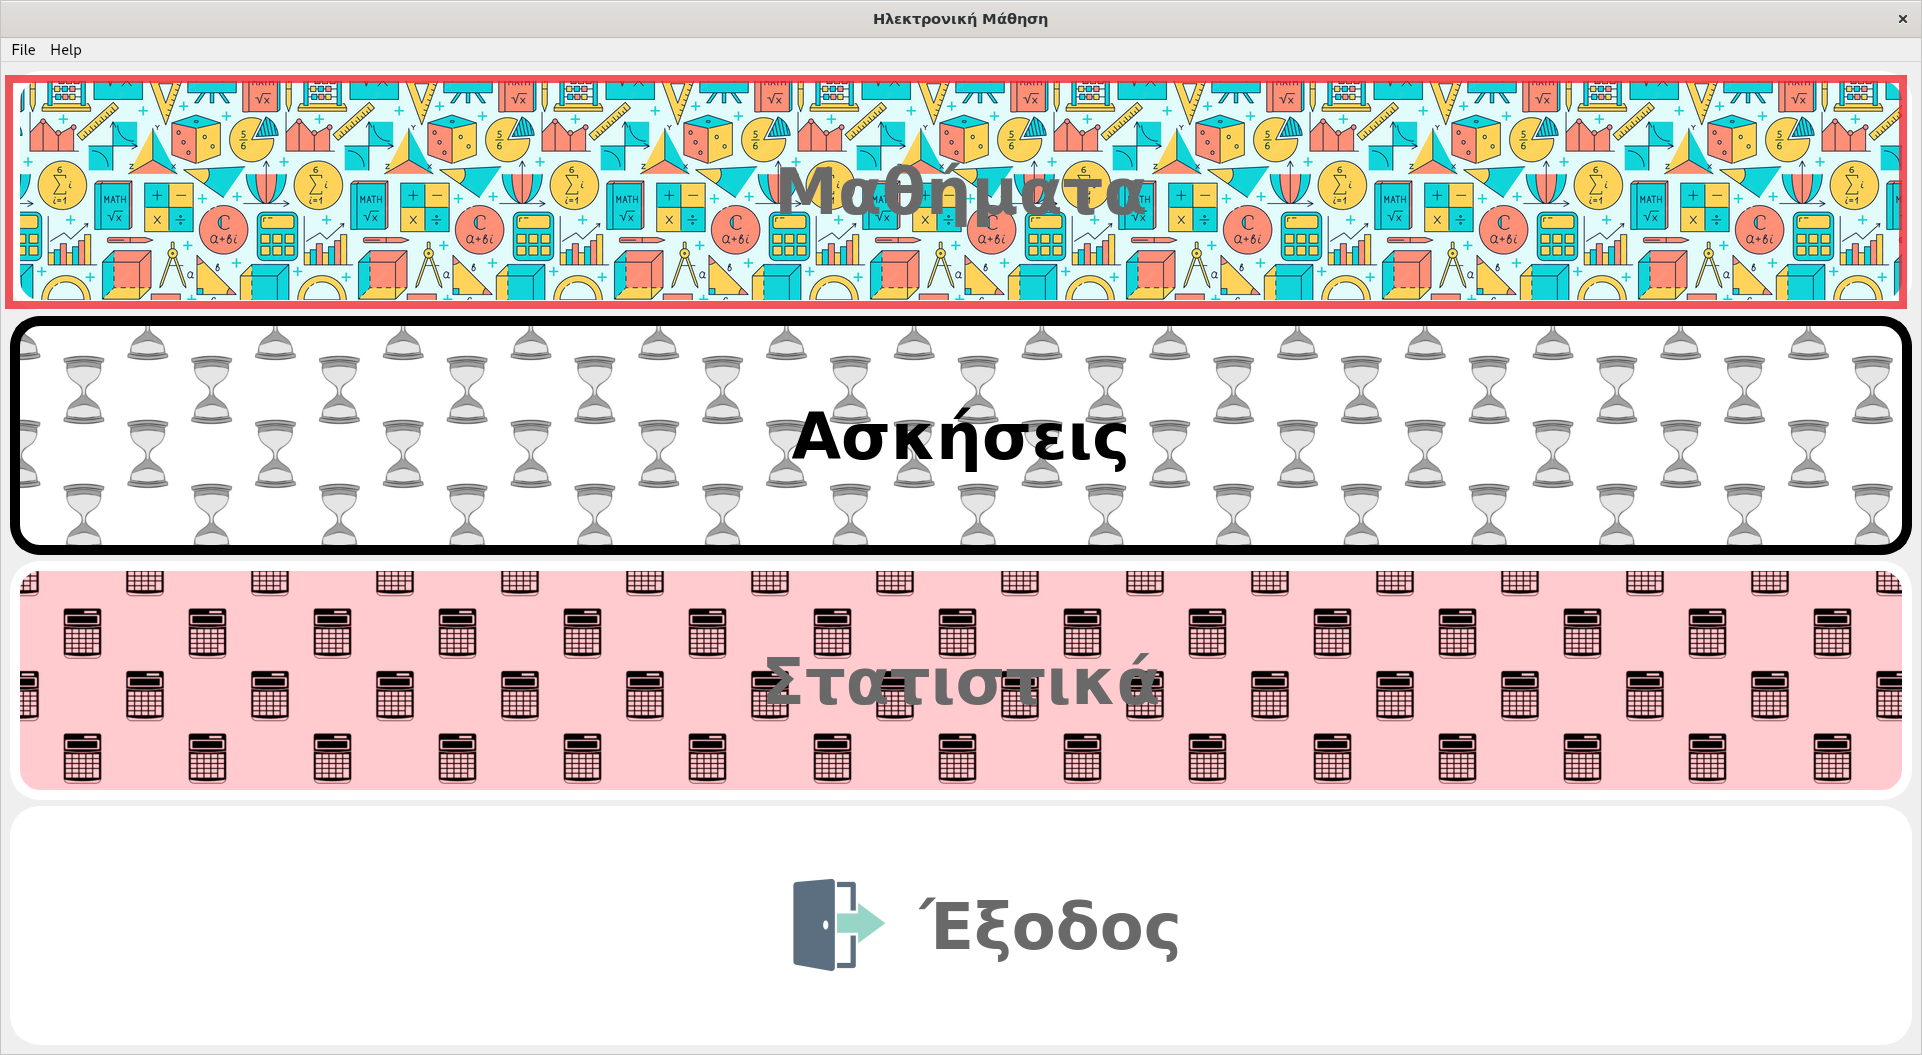 Ηλεκτρονική Μάθηση
File Help
Μαθήματα
Ασκήσεις
Στατιστικά
Έξοδος